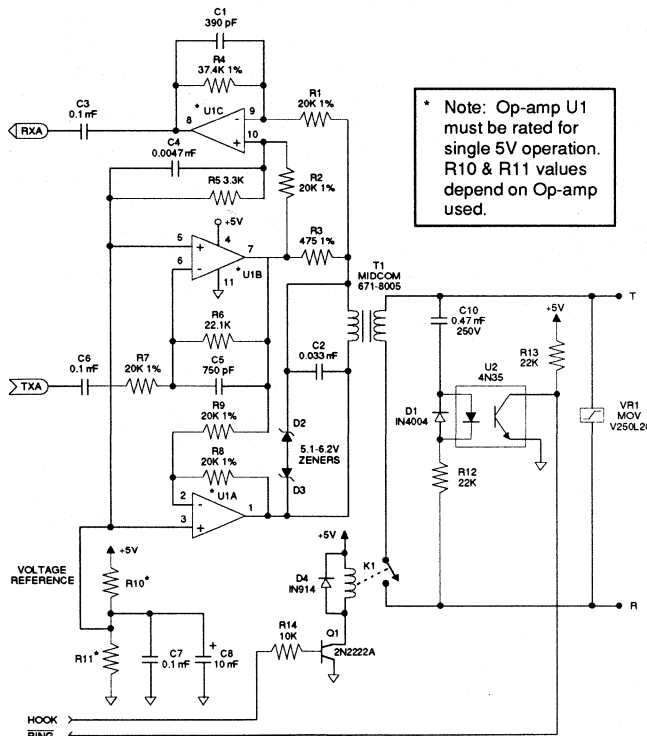 C1
390 pF
R4
37.4K 1%
R1
20K 1%
C3
0.1 mF
RXA
* U1C
8
9
10
-
+
C4
0.0047 mF
R2
20K 1%
R5 3.3K
+5V
5
4
7
6
11
+
-
* U1B
R3
475 1%
T1
MIDCOM
671-8005
* Note: Op-amp U1
must be rated for
single 5V operation.
R10 & R11 values
depend on Op-amp
used.
R6
22.1K
C5
750 pF
C2
0.033 mF
C6
0.1 mF
R7
20K 1%
TXA
R9
20K 1%
R8
20K 1%
* U1A
2
3
1
-
+
D2
5.1-6.2V
ZENERS
D3
T
C10
0.47 mF
250V
+5V
U2
4N35
R13
22K
D1
IN4004
VR1
MOV
V250L20
R12
22K
VOLTAGE
REFERENCE
+5V
R10*
R11*
C7
0.1 mF
+
C8
10 mF
+5V
D4
IN914
K1
R14
10K
Q1
2N2222A
R
HOOK
RING